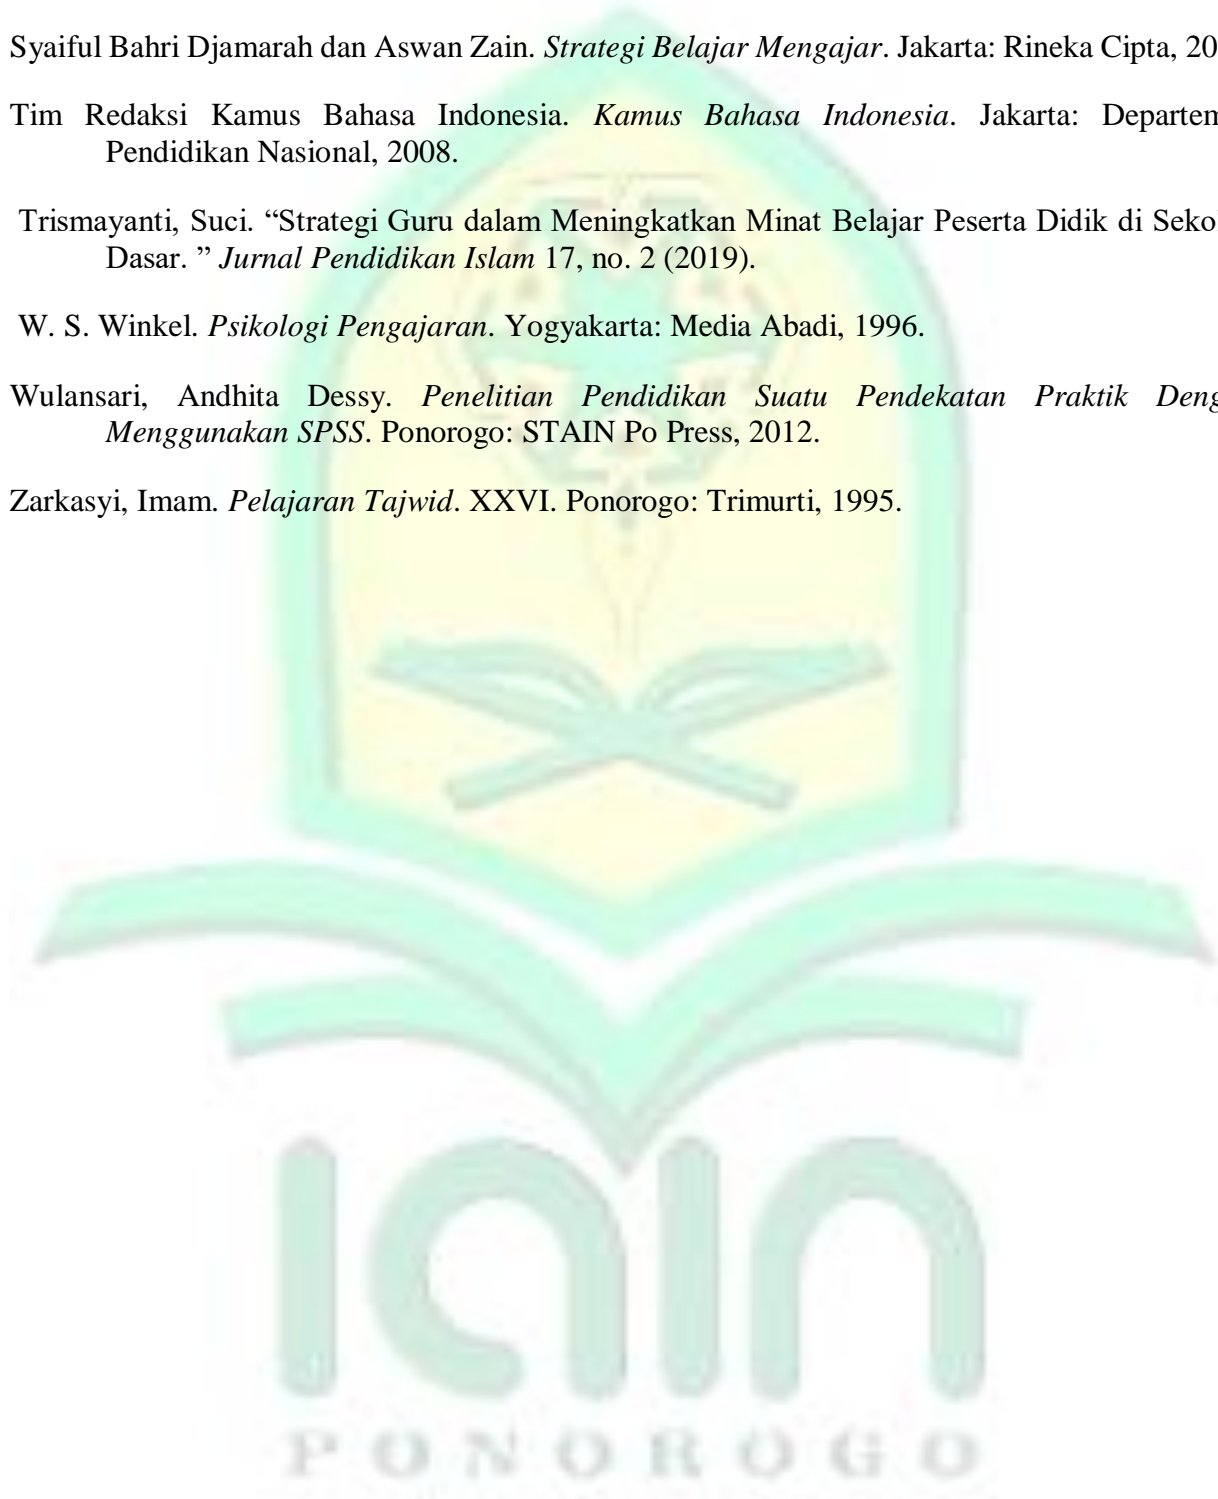 Syaiful Bahri Djamarah dan Aswan Zain. Strategi Belajar Mengajar. Jakarta: Rineka Cipta, 20
Tim Redaksi Kamus Bahasa Indonesia. Kamus Bahasa Indonesia. Jakarta: Departem
Pendidikan Nasional, 2008.
Trismayanti, Suci. “Strategi Guru dalam Meningkatkan Minat Belajar Peserta Didik di Sekol
Dasar. ” Jurnal Pendidikan Islam 17, no. 2 (2019).
W. S. Winkel. Psikologi Pengajaran. Yogyakarta: Media Abadi, 1996.
Wulansari, Andhita Dessy. Penelitian Pendidikan Suatu Pendekatan Praktik Deng
Menggunakan SPSS. Ponorogo: STAIN Po Press, 2012.
Zarkasyi, Imam. Pelajaran Tajwid. XXVI. Ponorogo: Trimurti, 1995.
iain
PONOROGO